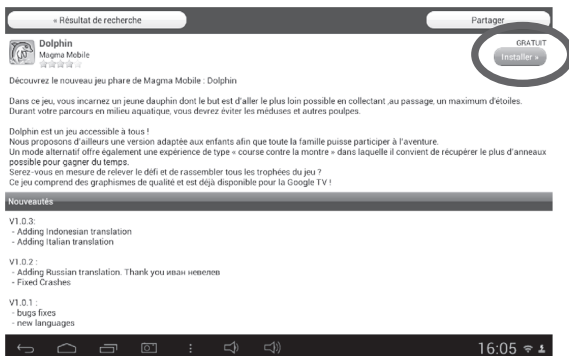 « Résultat de recherche
Partager
Dolphin
Magma Mobile
GRATUIT
Installer »
Découvrez le nouveau jeu phare de Magma Mobile : Dolphin
Dans ce jeu, vous incarnez un jeune dauphin dont le but est d'aller le plus loin possible en collectant ,au passage, un maximum d'étoiles.
Durant votre parcours en milieu aquatique, vous devrez éviter les méduses et autres poulpes.
Dolphin est un jeu accessible à tous !
Nous proposons d'ailleurs une version adaptée aux enfants afin que toute la famille puisse participer à l'aventure.
Un mode alternatif offre également une expérience de type « course contre la montre » dans laquelle il convient de récupérer le plus d'anneaux
possible pour gagner du temps.
Serez-vous en mesure de relever le défi et de rassembler tous les trophées du jeu ?
Ce jeu comprend des graphismes de qualité et est déjà disponible pour la Google TV !
Nouveautés
V1.0.3:
- Adding Indonesian translation
- Adding Italian translation
V1.0.2 :
- Adding Russian translation. Thank you иван невелев
- Fixed Crashes
V1.0.1 :
- bugs fixes
- new languages
16:05